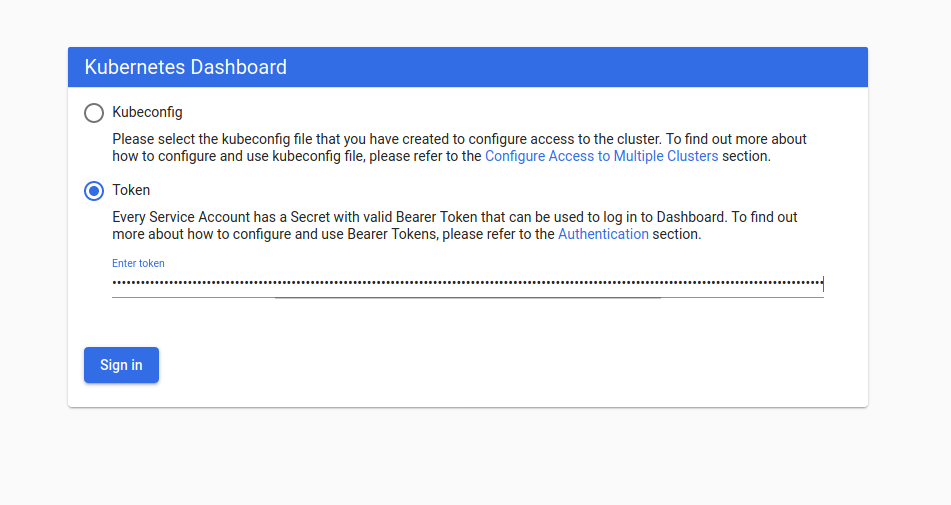 Kubernetes Dashboard
Kubeconfig
Please select the kubeconfig file that you have created to configure access to the cluster. To find out more about
how to configure and use kubeconfig file, please refer to the Configure Access to Multiple Clusters section.
Token
Every Service Account has a Secret with valid Bearer Token that can be used to log in to Dashboard. To find out
more about how to configure and use Bearer Tokens, please refer to the Authentication section.
Enter token
Sign in